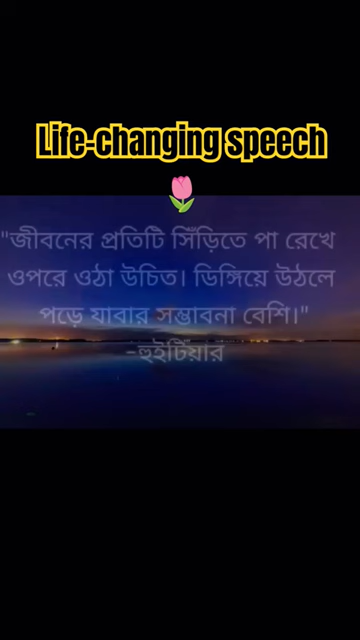 Life-changing speech
🌷
"জীবনের প্রতিটি সিঁড়িতে পা রেখে
ওপরে ওঠা উচিত। ডিঙ্গিয়ে উঠলে
পড়ে যাবার সম্ভাবনা বেশি।"
-হুইটিয়ার